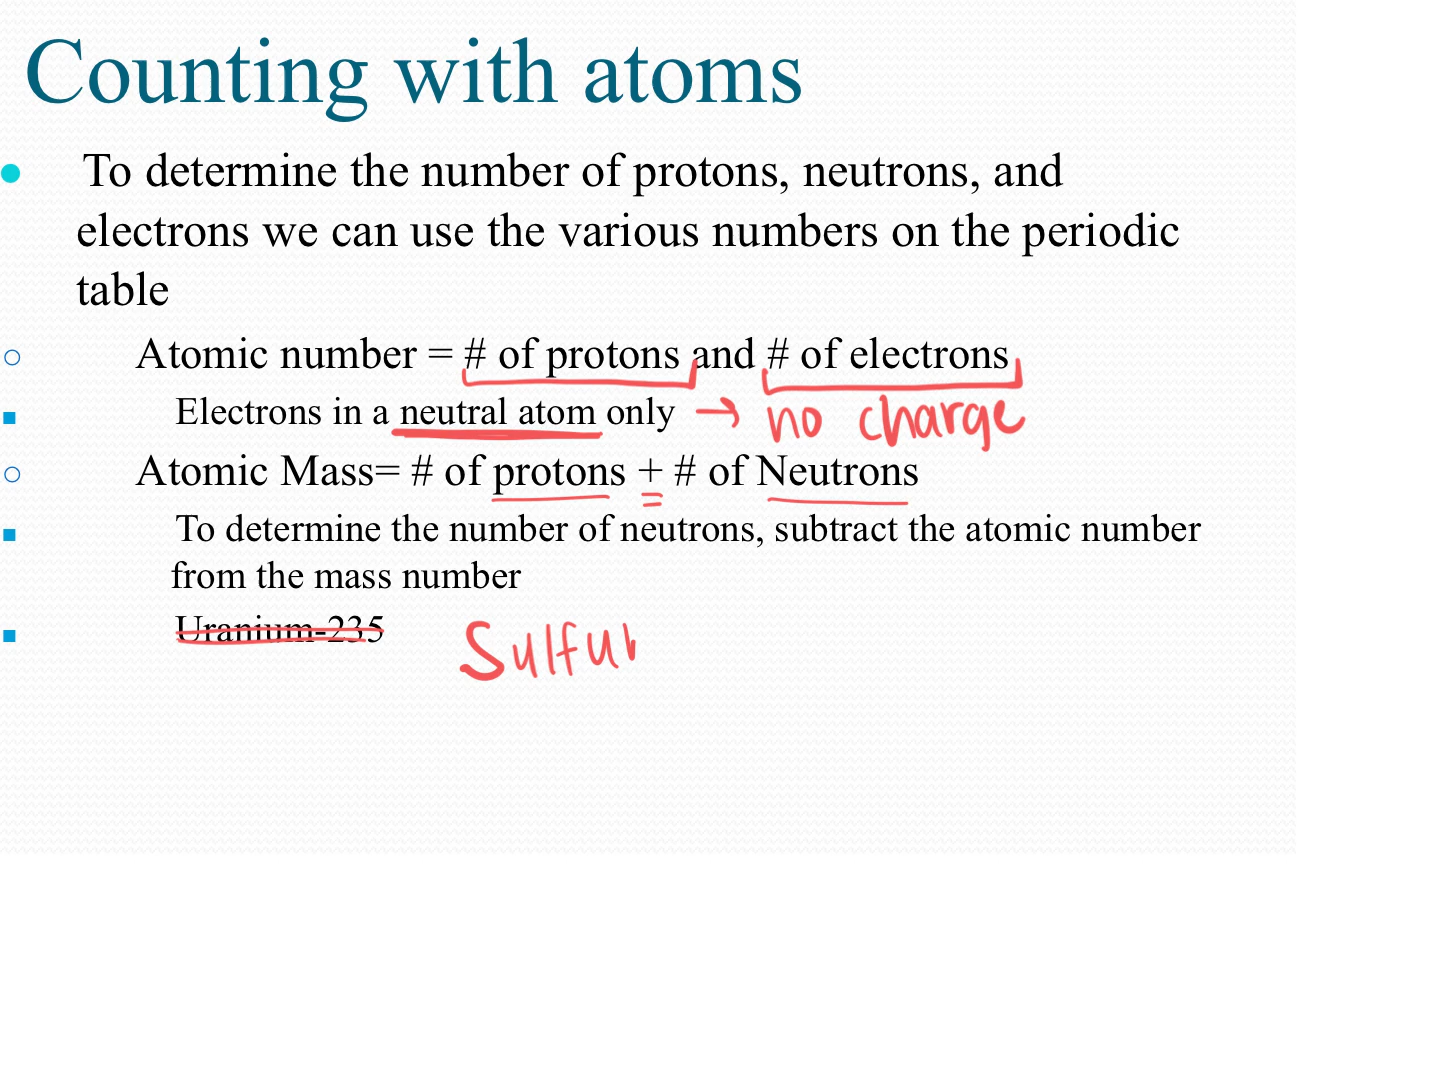 Counting with atoms
To determine the number of protons, neutrons, and
electrons we can use the various numbers on the periodic
table
Atomic number = # of protons and # of electrons
Electrons in a neutral atom only → no charge
Atomic Mass= # of protons + # of Neutrons
To determine the number of neutrons, subtract the atomic number
from the mass number
Uranium-235 Sulfur